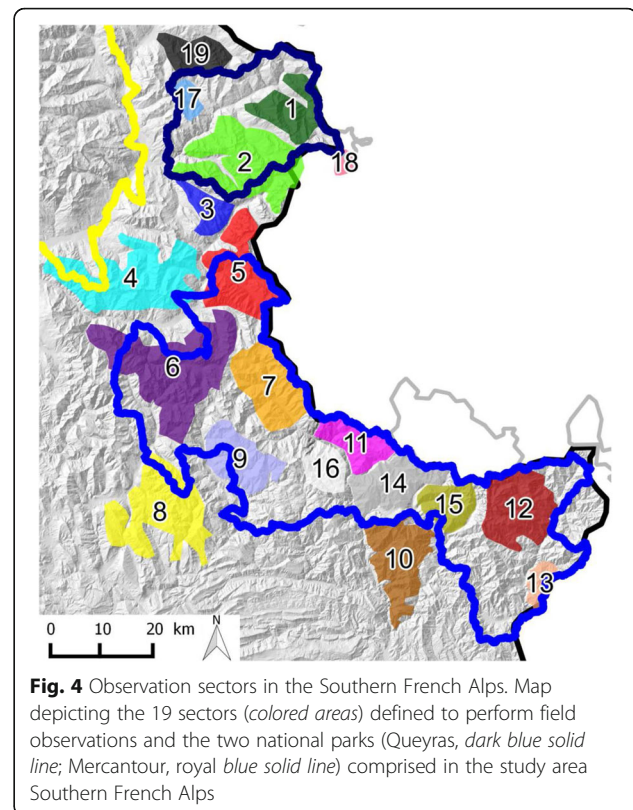 19
17
1
2
18
3
5
4
6
7
11
9
16
14
15
12
8
10
13
0 10 20 km
N
Fig. 4 Observation sectors in the Southern French Alps. Map
depicting the 19 sectors (colored areas) defined to perform field
observations and the two national parks (Queyras, dark blue solid
line; Mercantour, royal blue solid line) comprised in the study area
Southern French Alps